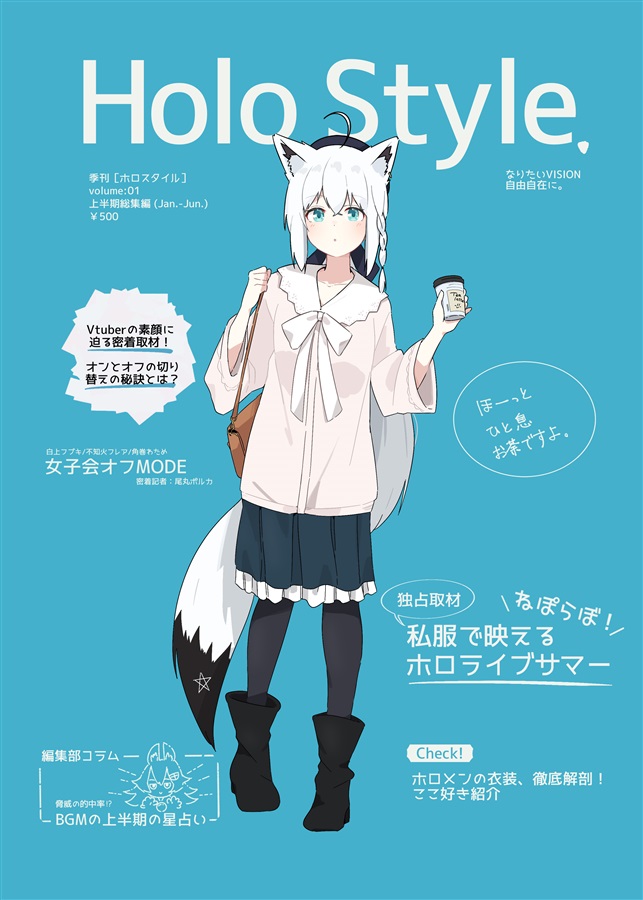 Holo Style.
季刊［ホロスタイル］
volume:01
上半期総集編 (Jan.-Jun.)
￥500
なりたいVISION
自由自在に。
Vtuberの素顔に
迫る密着取材！
オンとオフの切り
替えの秘訣とは？
ほーっと
ひと息
お茶ですよ。
白上フブキ/不知火フレア/角巻わため
女子会オフMODE
密着記者：尾丸ポルカ
独占取材
なぽらぼ！
私服で映える
ホロライブサマー
編集部コラム
脅威の的中率!?
BGMの上半期の星占い
Check!
ホロメンの衣装、徹底解剖！
ここ好き紹介